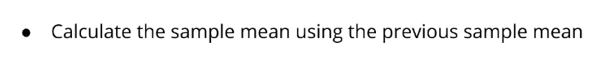 ● Calculate the sample mean using the previous sample mean